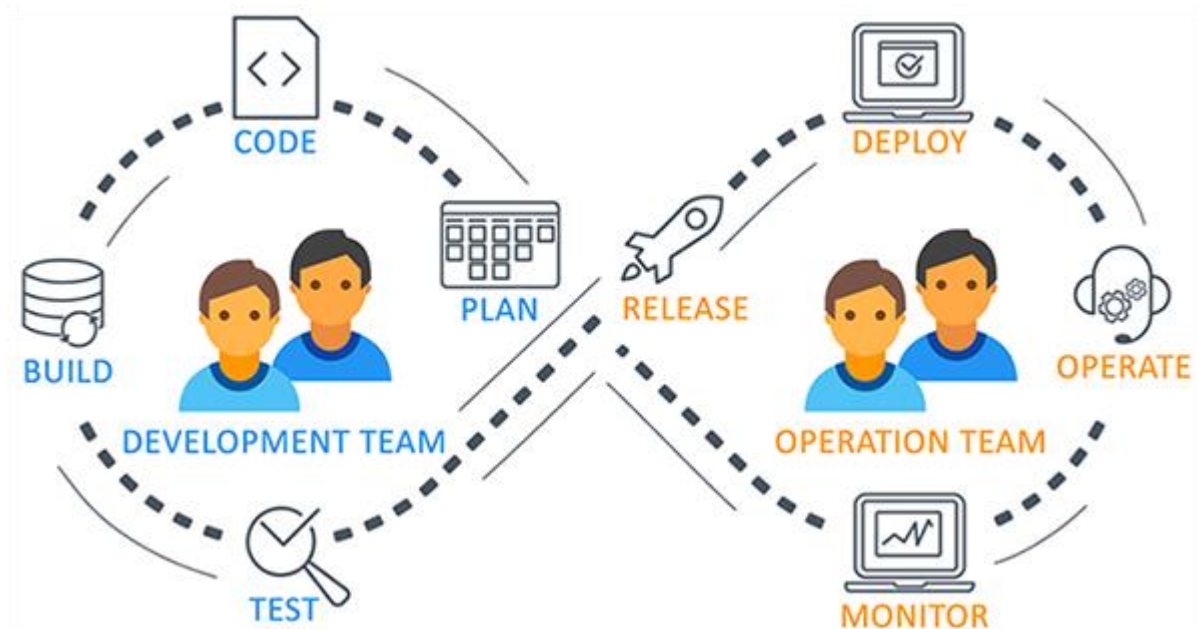 CODE
DEPLOY
PLAN
RELEASE
BUILD
OPERATE
DEVELOPMENT TEAM
OPERATION TEAM
TEST
MONITOR